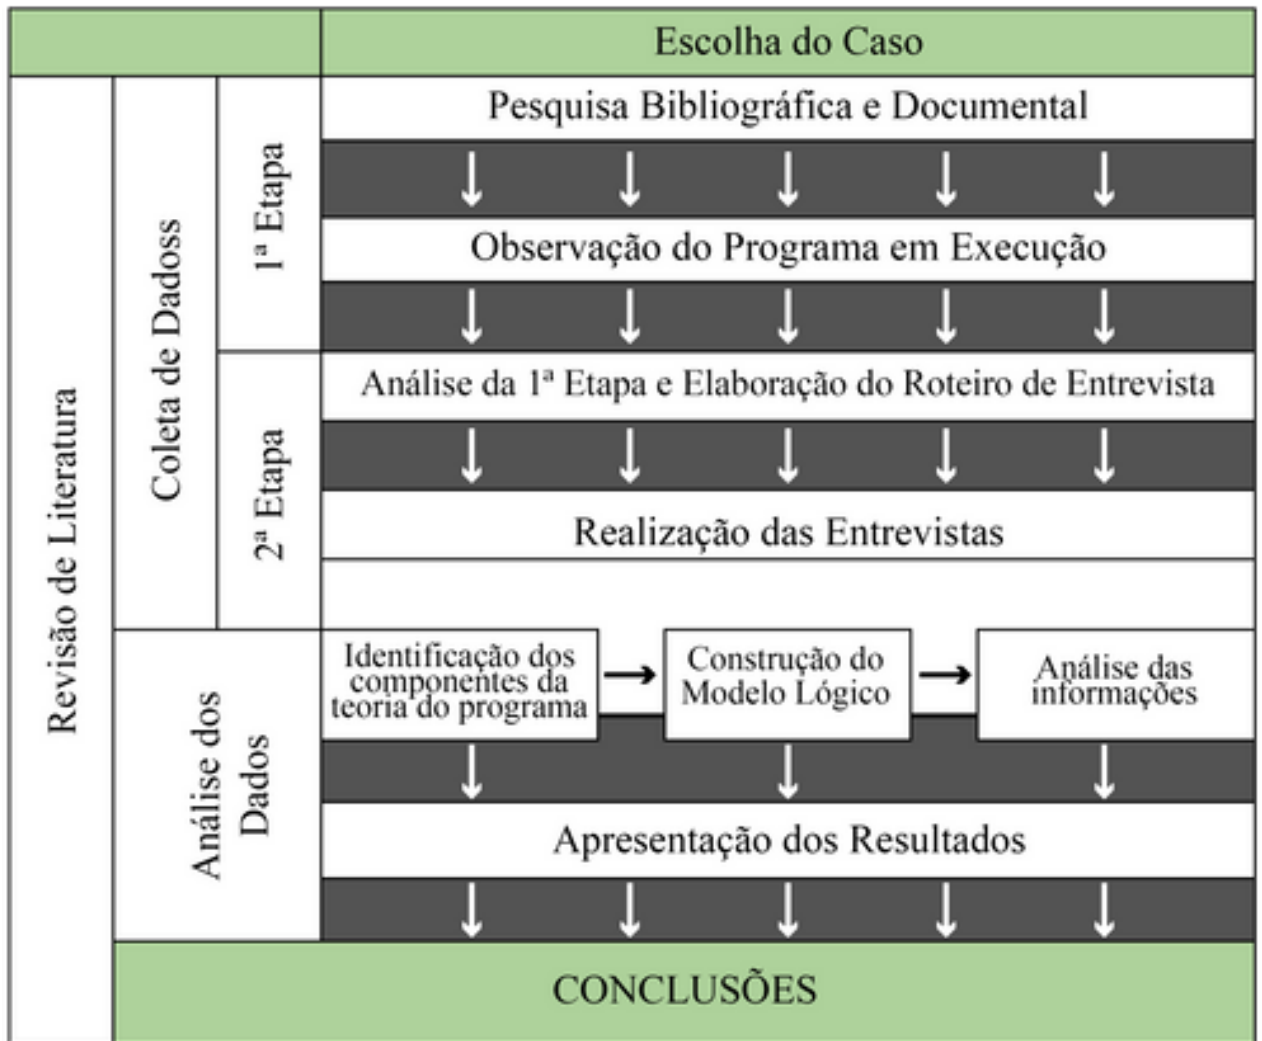 Escolha do Caso
Revisão de Literatura
Coleta de Dadoss
1ª Etapa
Pesquisa Bibliográfica e Documental
Observação do Programa em Execução
2ª Etapa
Análise da 1ª Etapa e Elaboração do Roteiro de Entrevista
Realização das Entrevistas
Análise dos
Dados
Identificação dos
componentes da
teoria do programa
Construção do
Modelo Lógico
Análise das
informações
Apresentação dos Resultados
CONCLUSÕES